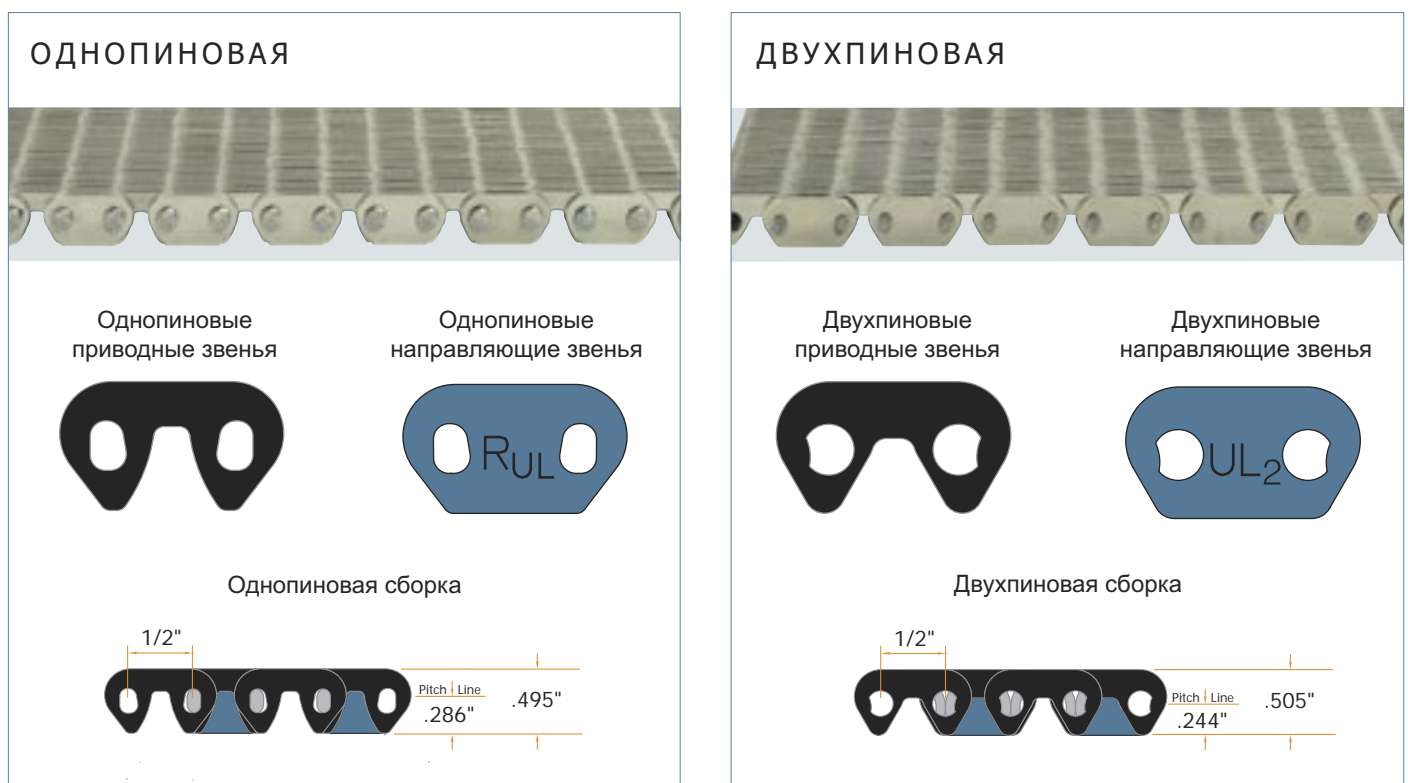 ОДНОПИНОВАЯ
Однопиновые
приводные звенья
Однопиновые
направляющие звенья
RUL
Однопиновая сборка
1/2"
Pitch Line
.286"
.495"
ДВУХПИНОВАЯ
Двухпиновые
приводные звенья
Двухпиновые
направляющие звенья
UL2
Двухпиновая сборка
1/2"
Pitch Line
.244"
.505"